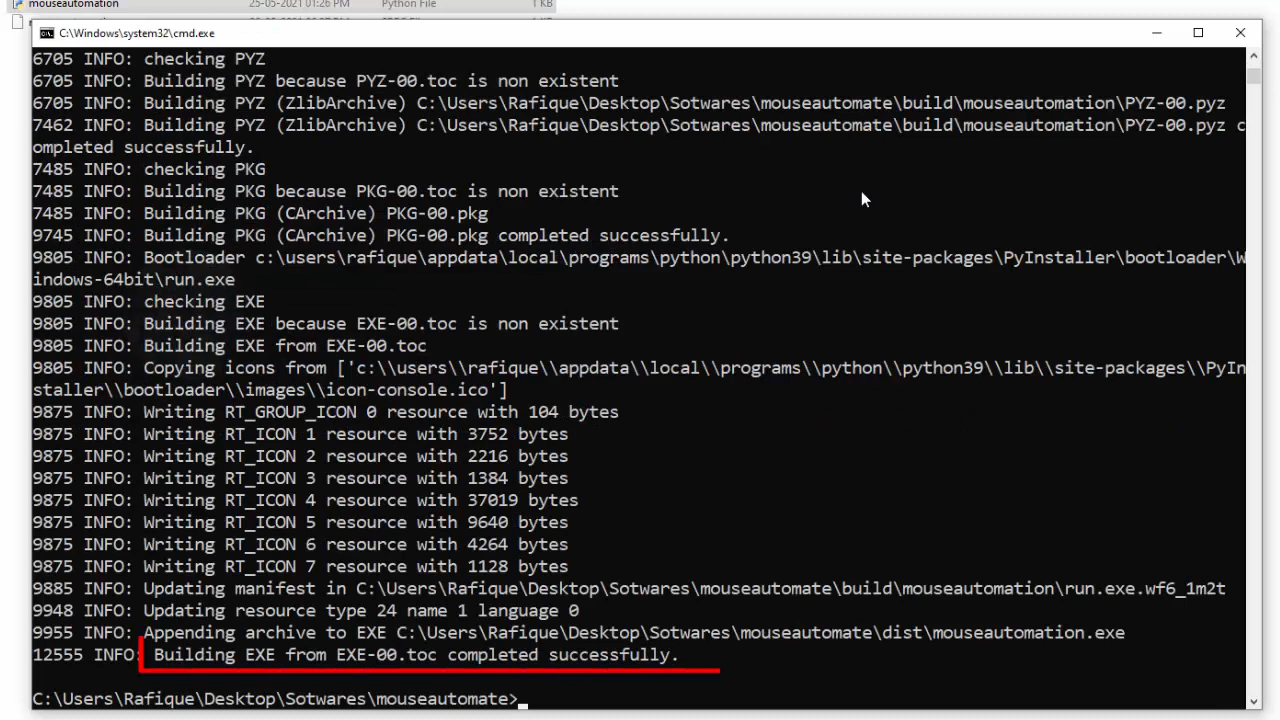 mouseautomation 25-05-2021 01:26 PM Python File 1 KB
C:\Windows\system32\cmd.exe
6705 INFO: checking PYZ
6705 INFO: Building PYZ because PYZ-00.toc is non existent
6705 INFO: Building PYZ (ZlibArchive) C:\Users\Rafique\Desktop\Sotwares\mouseautomate\build\mouseautomation\PYZ-00.pyz
7462 INFO: Building PYZ (ZlibArchive) C:\Users\Rafique\Desktop\Sotwares\mouseautomate\build\mouseautomation\PYZ-00.pyz c
ompleted successfully.
7485 INFO: checking PKG
7485 INFO: Building PKG because PKG-00.toc is non existent
7485 INFO: Building PKG (CArchive) PKG-00.pkg
9745 INFO: Building PKG (CArchive) PKG-00.pkg completed successfully.
9805 INFO: Bootloader c:\users\rafique\appdata\local\programs\python\python39\lib\site-packages\PyInstaller\bootloader\W
indows-64bit\run.exe
9805 INFO: checking EXE
9805 INFO: Building EXE because EXE-00.toc is non existent
9805 INFO: Building EXE from EXE-00.toc
9805 INFO: Copying icons from ['c:\\users\\rafique\\appdata\\local\\programs\\python\\python39\\lib\\site-packages\\PyIn
staller\\bootloader\\images\\icon-console.ico']
9875 INFO: Writing RT_GROUP_ICON 0 resource with 104 bytes
9875 INFO: Writing RT_ICON 1 resource with 3752 bytes
9875 INFO: Writing RT_ICON 2 resource with 2216 bytes
9875 INFO: Writing RT_ICON 3 resource with 1384 bytes
9875 INFO: Writing RT_ICON 4 resource with 37019 bytes
9875 INFO: Writing RT_ICON 5 resource with 9640 bytes
9875 INFO: Writing RT_ICON 6 resource with 4264 bytes
9875 INFO: Writing RT_ICON 7 resource with 1128 bytes
9885 INFO: Updating manifest in C:\Users\Rafique\Desktop\Sotwares\mouseautomate\build\mouseautomation\run.exe.wf6_1m2t
9948 INFO: Updating resource type 24 name 1 language 0
9955 INFO: Appending archive to EXE C:\Users\Rafique\Desktop\Sotwares\mouseautomate\dist\mouseautomation.exe
12555 INFO: Building EXE from EXE-00.toc completed successfully.
C:\Users\Rafique\Desktop\Sotwares\mouseautomate>